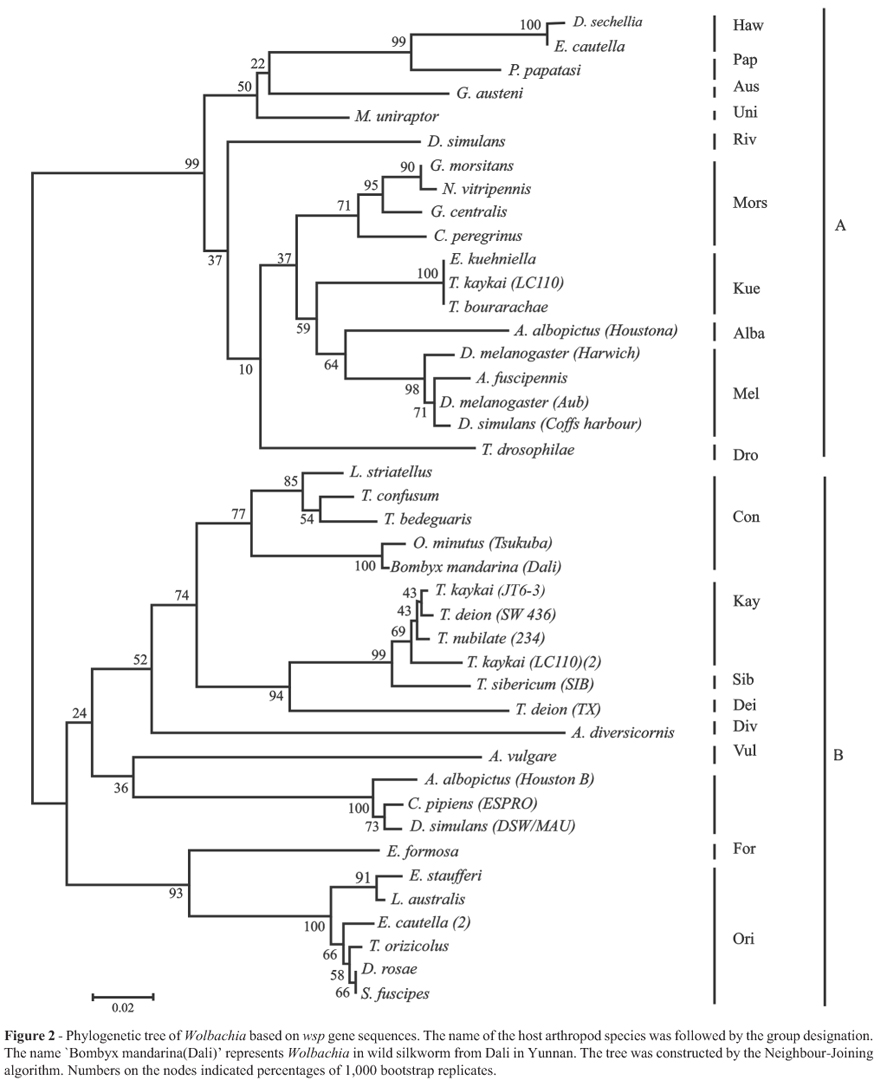 100 D. sechellia Haw
E. cautella
99
P. papatasi Pap
22
G. austeni Aus
50
M. uniraptor Uni
D. simulans Riv
99
90 G. morsitans
N. vitripennis
95
71 G. centralis Mors
C. peregrinus
A
37
37 E. kuehniella
100 T. kaykai (LC110) Kue
T. bourarachae
59
A. albopictus (Houstona) Alba
64
10
D. melanogaster (Harwich)
98 A. fuscipennis
71 D. melanogaster (Aub) Mel
D. simulans (Coffs harbour)
T. drosophilae Dro
85 L. striatellus
T. confusum
54 T. bedeguaris Con
77
O. minutus (Tsukuba)
100 Bombyx mandarina (Dali)
74
43 T. kaykai (JT6-3) Kay
43 T. deion (SW 436)
69 T. nubilate (234)
99 T. kaykai (LC110)(2)
52
T. sibericum (SIB) Sib
94
T. deion (TX) Dei
24
A. diversicornis Div
A. vulgare Vul
B
36
A. albopictus (Houston B)
100 C. pipiens (ESPRO)
73 D. simulans (DSW/MAU)
E. formosa For
93
91 E. staufferi
L. australis
100
E. cautella (2)
66 T. orizicolus Ori
58 D. rosae
66 S. fuscipes
0.02
Figure 2 - Phylogenetic tree of Wolbachia based on wsp gene sequences. The name of the host arthropod species was followed by the group designation.
The name `Bombyx mandarina(Dali)’ represents Wolbachia in wild silkworm from Dali in Yunnan. The tree was constructed by the Neighbour-Joining
algorithm. Numbers on the nodes indicated percentages of 1,000 bootstrap replicates.